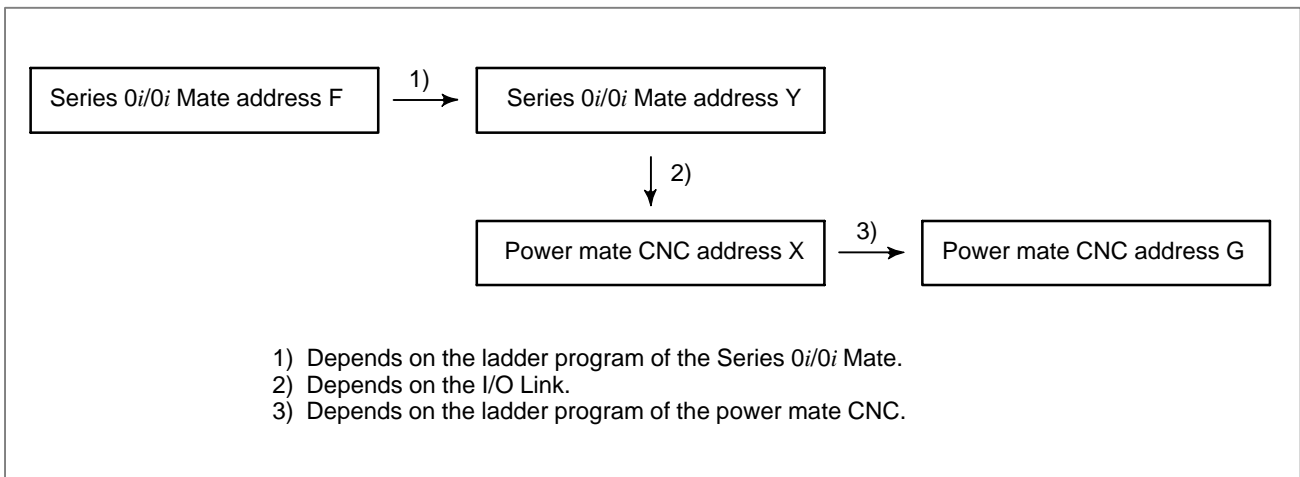 Series 0i/0i Mate address F
1)
Series 0i/0i Mate address Y
2)
Power mate CNC address X
3)
Power mate CNC address G
1) Depends on the ladder program of the Series 0i/0i Mate.
2) Depends on the I/O Link.
3) Depends on the ladder program of the power mate CNC.